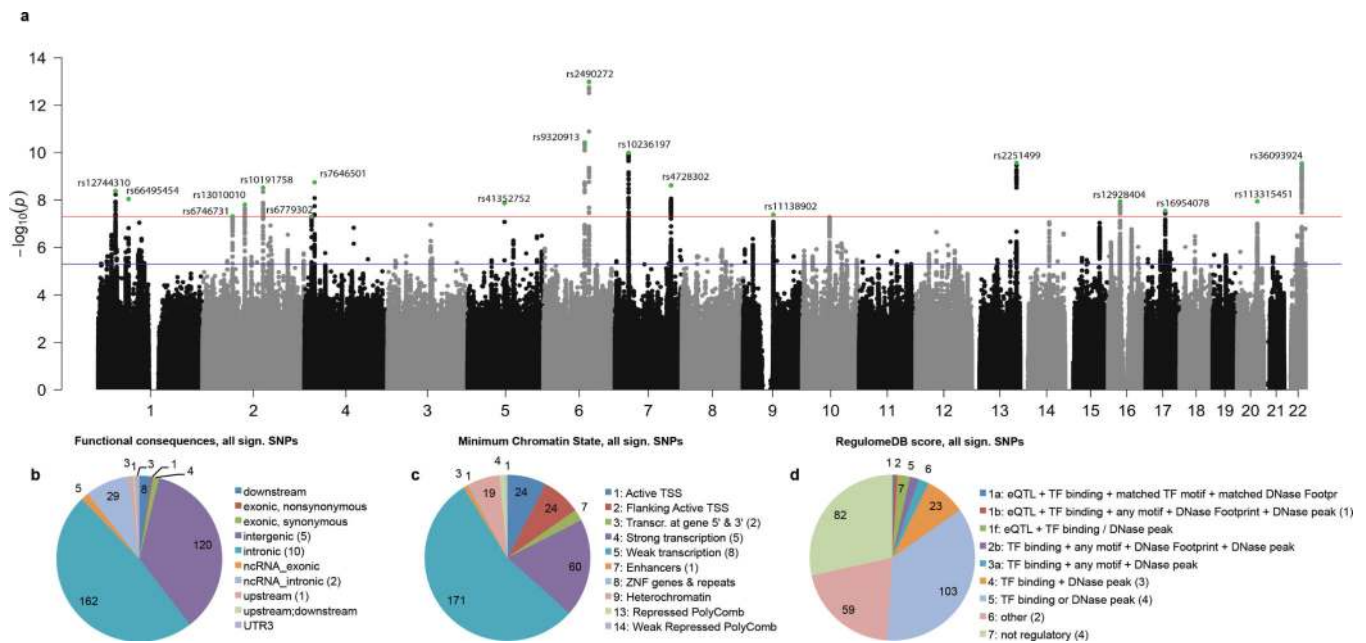 a
14
12
10
8
6
4
2
0
−log10(p)
rs2490272
rs9320913
rs10236197
rs2251499
rs36093924
rs12744310
rs66495454
rs13010010
rs10191758
rs7646501
rs4728302
rs41352752
rs12928404
rs113315451
rs6746731
rs6779302
rs11138902
rs16954078
1 2 4 3 5 6 7 8 9 10 11 12 13 14 15 16 17 18 19 20 21 22
Functional consequences, all sign. SNPs
b
3 1 3 1 4
8
5
29
120
162
downstream
exonic, nonsynonymous
exonic, synonymous
intergenic (5)
intronic (10)
ncRNA_exonic
ncRNA_intronic (2)
upstream (1)
upstream;downstream
UTR3
Minimum Chromatin State, all sign. SNPs
c
4 1
3 1
19
24
24
7
60
171
1: Active TSS
2: Flanking Active TSS
3: Transcr. at gene 5' & 3' (2)
4: Strong transcription (5)
5: Weak transcription (8)
7: Enhancers (1)
8: ZNF genes & repeats
9: Heterochromatin
13: Repressed PolyComb
14: Weak Repressed PolyComb
RegulomeDB score, all sign. SNPs
d
1 2 5 6
7
23
82
103
59
1a: eQTL + TF binding + matched TF motif + matched DNase Footpr
1b: eQTL + TF binding + any motif + DNase Footprint + DNase peak (1)
1f: eQTL + TF binding / DNase peak
2b: TF binding + any motif + DNase Footprint + DNase peak
3a: TF binding + any motif + DNase peak
4: TF binding + DNase peak (3)
5: TF binding or DNase peak (4)
6: other (2)
7: not regulatory (4)